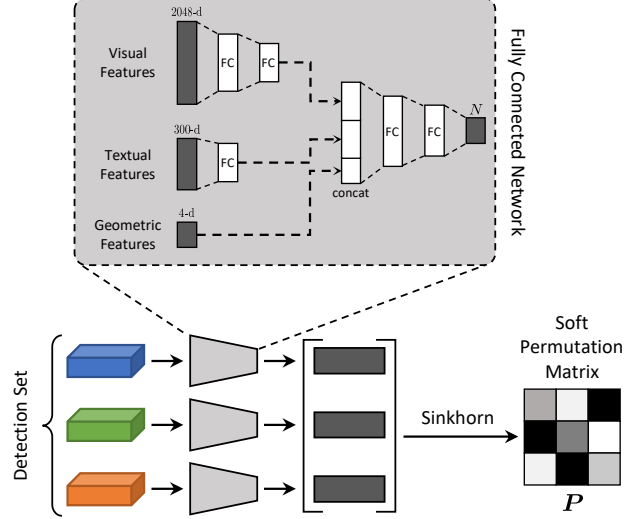 2048-d
Visual
Features
FC
FC
300-d
Textual
Features
FC
4-d
Geometric
Features
concat
FC
FC
N
Fully Connected Network
Detection Set
Sinkhorn
Soft
Permutation
Matrix
P